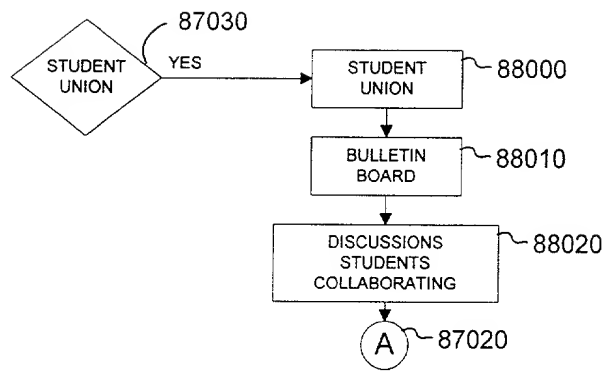 87030
STUDENT
UNION
YES
STUDENT
UNION
88000
BULLETIN
BOARD
88010
DISCUSSIONS
STUDENTS
COLLABORATING
88020
A
87020